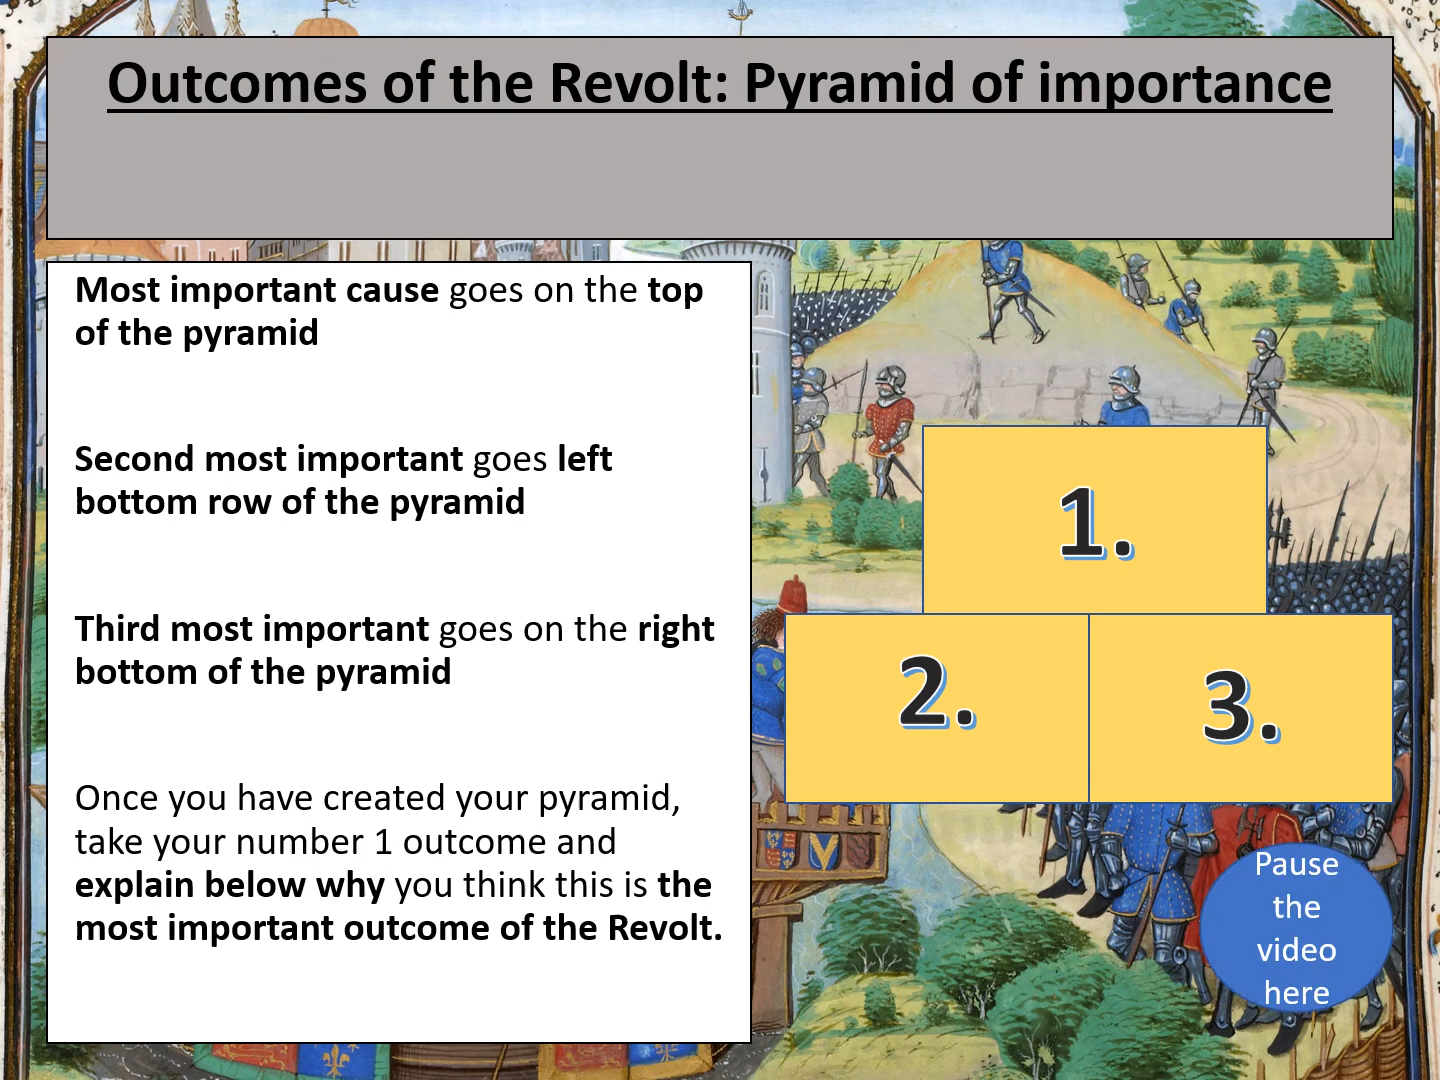 Outcomes of the Revolt: Pyramid of importance
Most important cause goes on the top
of the pyramid
Second most important goes left
bottom row of the pyramid
Third most important goes on the right
bottom of the pyramid
Once you have created your pyramid,
take your number 1 outcome and
explain below why you think this is the
most important outcome of the Revolt.
1.
2.
3.
Pause
the
video
here